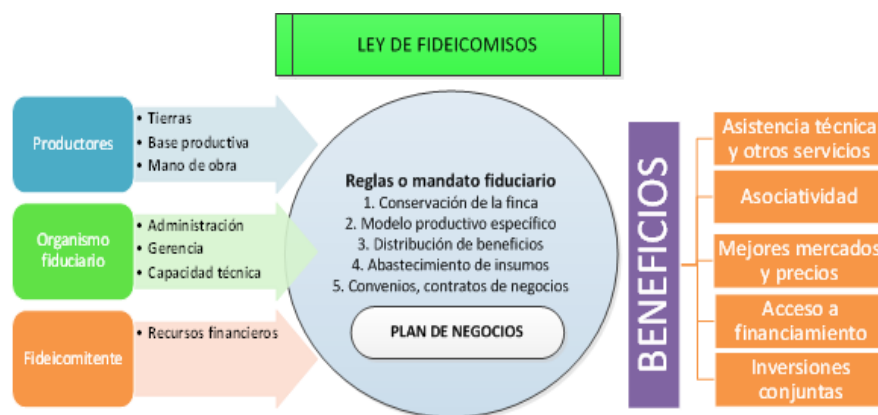 LEY DE FIDEICOMISOS
Productores
• Tierras
• Base productiva
• Mano de obra
Organismo
fiduciario
• Administración
• Gerencia
• Capacidad técnica
Fideicomitente
• Recursos financieros
Reglas o mandato fiduciario
1. Conservación de la finca
2. Modelo productivo específico
3. Distribución de beneficios
4. Abastecimiento de insumos
5. Convenios, contratos de negocios
PLAN DE NEGOCIOS
BENEFICIOS
Asistencia técnica
y otros servicios
Asociatividad
Mejores mercados
y precios
Acceso a
financiamiento
Inversiones
conjuntas